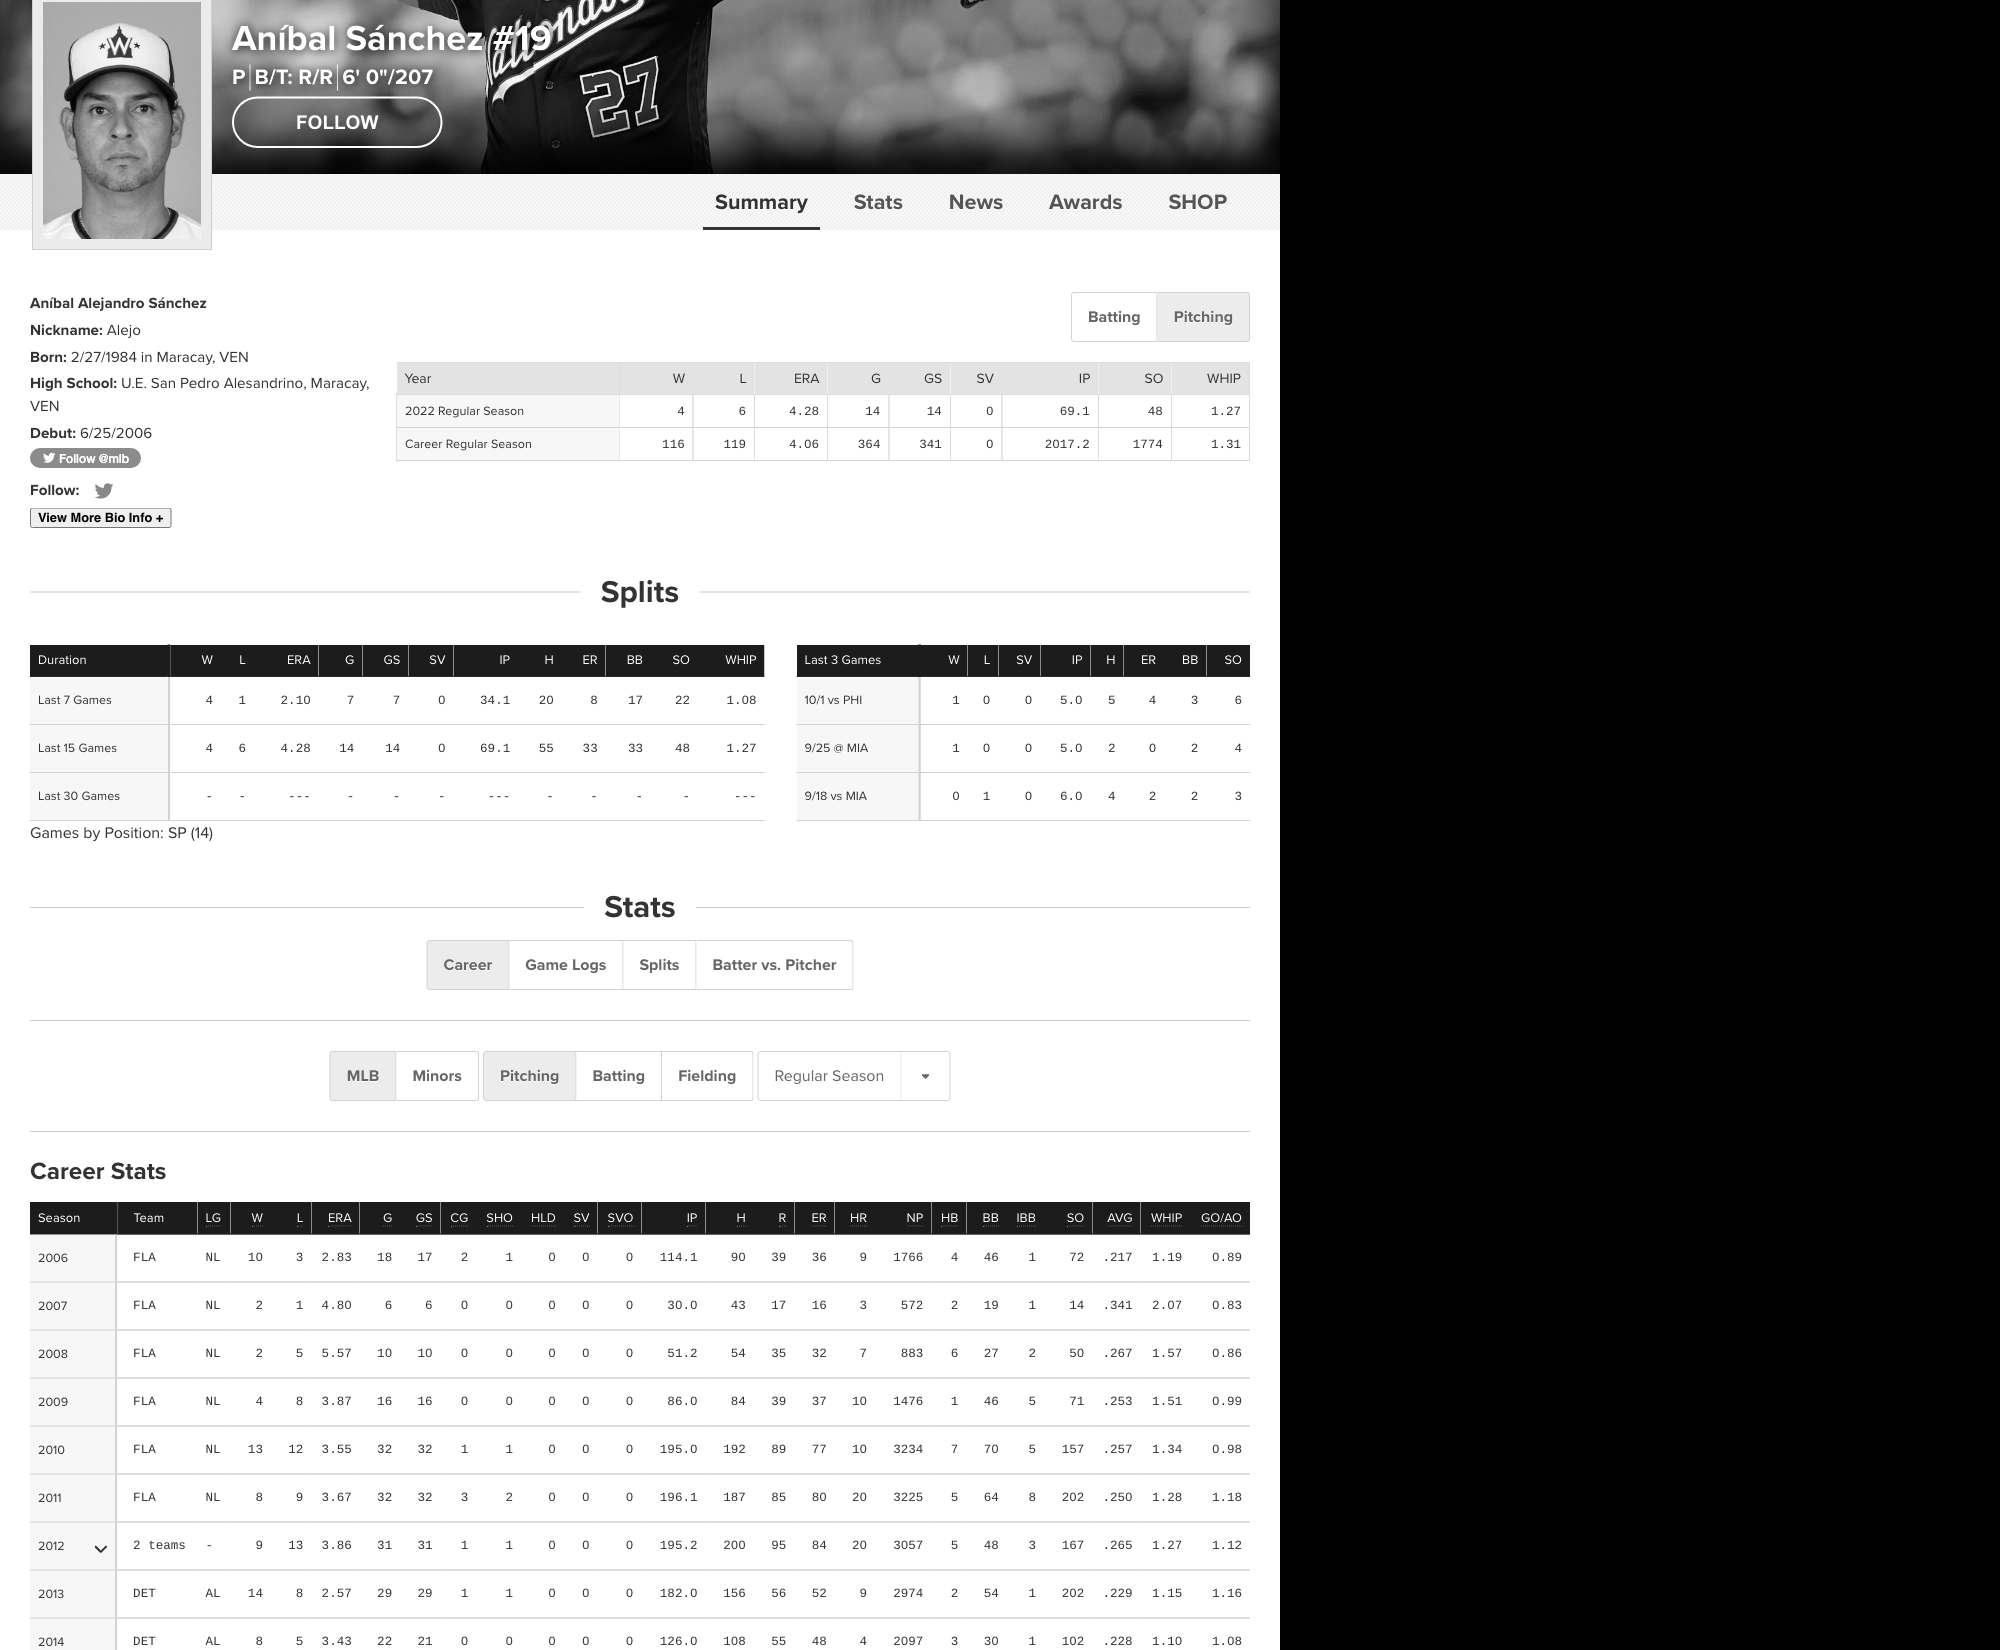 Nationals
27
Aníbal Sánchez #19
P B/T: R/R 6' 0"/207
FOLLOW
W
Summary Stats News Awards SHOP
Aníbal Alejandro Sánchez
Nickname: Alejo
Born: 2/27/1984 in Maracay, VEN
High School: U.E. San Pedro Alesandrino, Maracay,
VEN
Debut: 6/25/2006
Follow @mlb
Follow:
View More Bio Info +
Batting Pitching
Year W L ERA G GS SV IP SO WHIP
2022 Regular Season 4 6 4.28 14 14 0 69.1 48 1.27
Career Regular Season 116 119 4.06 364 341 0 2017.2 1774 1.31
Splits
Duration W L ERA G GS SV IP H ER BB SO WHIP
Last 7 Games 4 1 2.10 7 7 0 34.1 20 8 17 22 1.08
Last 15 Games 4 6 4.28 14 14 0 69.1 55 33 33 48 1.27
Last 30 Games - - --- - - - --- - - - - ---
Games by Position: SP (14)
Last 3 Games W L SV IP H ER BB SO
10/1 vs PHI 1 0 0 5.0 5 4 3 6
9/25 @ MIA 1 0 0 5.0 2 0 2 4
9/18 vs MIA 0 1 0 6.0 4 2 2 3
Stats
Career Game Logs Splits Batter vs. Pitcher
MLB Minors Pitching Batting Fielding Regular Season
Career Stats
Season Team LG W L ERA G GS CG SHO HLD SV SVO IP H R ER HR NP HB BB IBB SO AVG WHIP GO/AO
2006 FLA NL 10 3 2.83 18 17 2 1 0 0 0 114.1 90 39 36 9 1766 4 46 1 72 .217 1.19 0.89
2007 FLA NL 2 1 4.80 6 6 0 0 0 0 0 30.0 43 17 16 3 572 2 19 1 14 .341 2.07 0.83
2008 FLA NL 2 5 5.57 10 10 0 0 0 0 0 51.2 54 35 32 7 883 6 27 2 50 .267 1.57 0.86
2009 FLA NL 4 8 3.87 16 16 0 0 0 0 0 86.0 84 39 37 10 1476 1 46 5 71 .253 1.51 0.99
2010 FLA NL 13 12 3.55 32 32 1 1 0 0 0 195.0 192 89 77 10 3234 7 70 5 157 .257 1.34 0.98
2011 FLA NL 8 9 3.67 32 32 3 2 0 0 0 196.1 187 85 80 20 3225 5 64 8 202 .250 1.28 1.18
2012 2 teams - 9 13 3.86 31 31 1 1 0 0 0 195.2 200 95 84 20 3057 5 48 3 167 .265 1.27 1.12
2013 DET AL 14 8 2.57 29 29 1 1 0 0 0 182.0 156 56 52 9 2974 2 54 1 202 .229 1.15 1.16
2014 DET AL 8 5 3.43 22 21 0 0 0 0 0 126.0 108 55 48 4 2097 3 30 1 102 .228 1.10 1.08